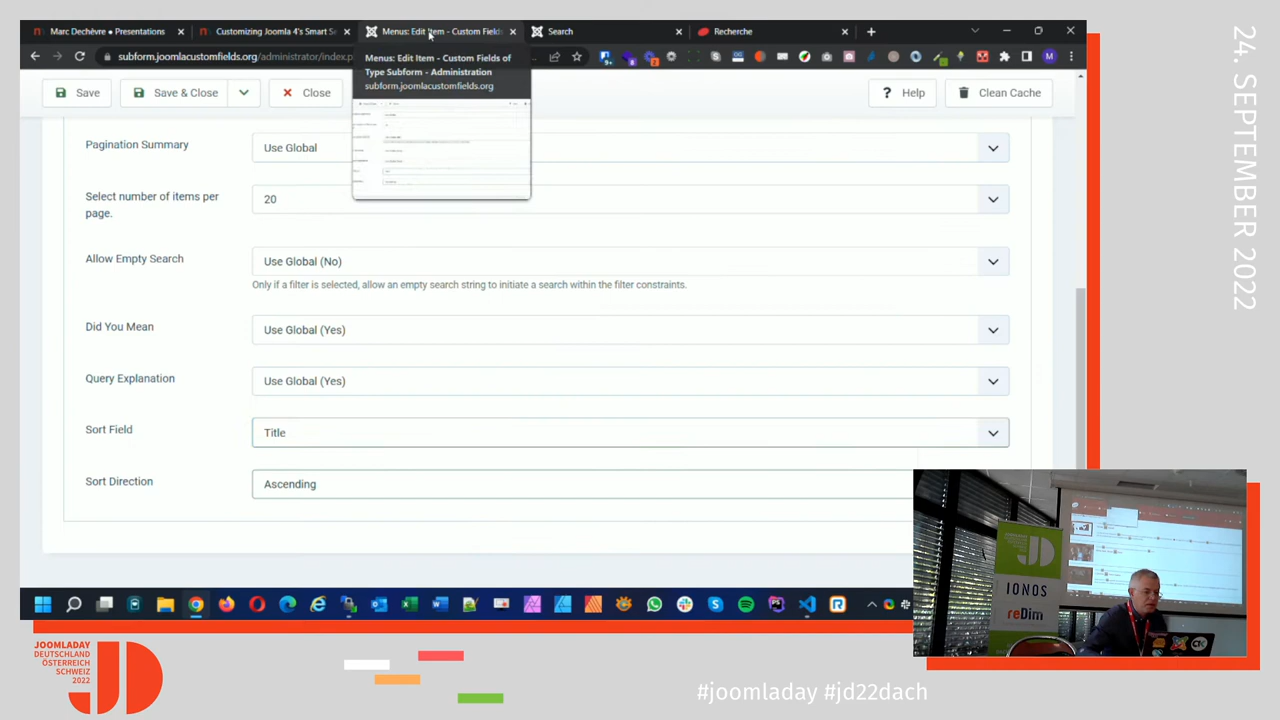 Marc Dechèvre • Presentations
Customizing Joomla 4's Smart Se
Menus: Edit Item - Custom Fields
Search
Recherche
subform.joomlacustomfields.org/administrator/index.p
Menus: Edit Item - Custom Fields of
Type Subform - Administration
subform.joomlacustomfields.org
Save
Save & Close
Close
? Help
Clean Cache
Pagination Summary
Use Global
Select number of items per
page.
20
Allow Empty Search
Use Global (No)
Only if a filter is selected, allow an empty search string to initiate a search within the filter constraints.
Did You Mean
Use Global (Yes)
Query Explanation
Use Global (Yes)
Sort Field
Title
Sort Direction
Ascending
24. SEPTEMBER 2022
JD
IONOS
reDim
JOOMLADAY
DEUTSCHLAND
ÖSTERREICH
SCHWEIZ
2022
JD
#joomladay #jd22dach